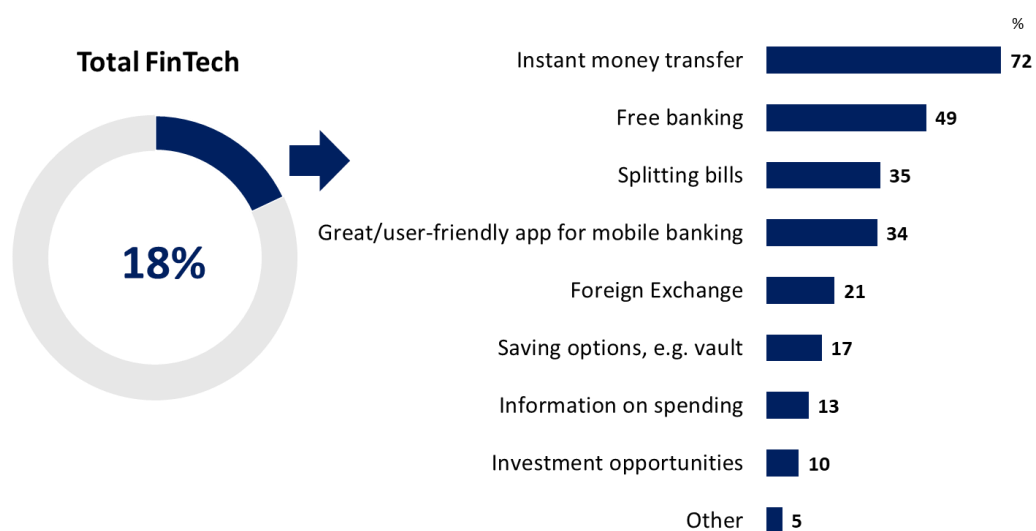 Total FinTech
18%
%
Instant money transfer 72
Free banking 49
Splitting bills 35
Great/user-friendly app for mobile banking 34
Foreign Exchange 21
Saving options, e.g. vault 17
Information on spending 13
Investment opportunities 10
Other 5